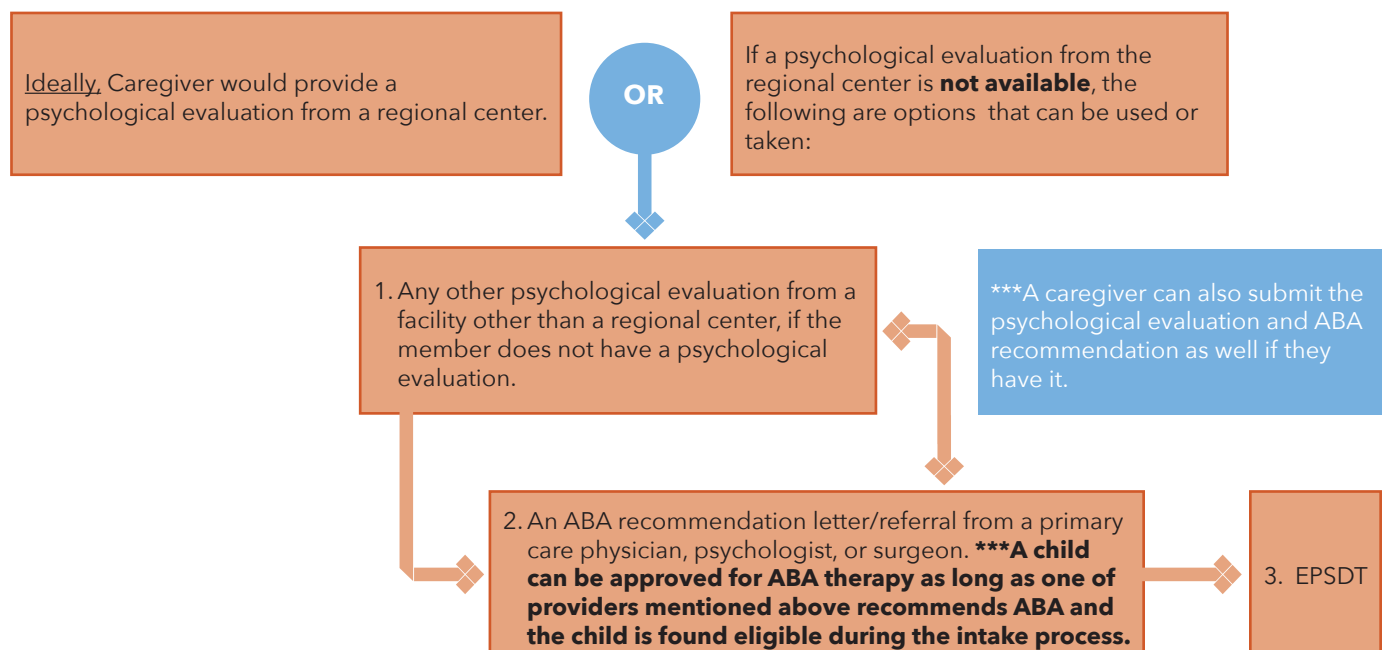 Ideally, Caregiver would provide a
psychological evaluation from a regional center.
OR
If a psychological evaluation from the
regional center is not available, the
following are options that can be used or
taken:
1. Any other psychological evaluation from a
facility other than a regional center, if the
member does not have a psychological
evaluation.
***A caregiver can also submit the
psychological evaluation and ABA
recommendation as well if they
have it.
2. An ABA recommendation letter/referral from a primary
care physician, psychologist, or surgeon. ***A child
can be approved for ABA therapy as long as one of
providers mentioned above recommends ABA and
the child is found eligible during the intake process.
3. EPSDT